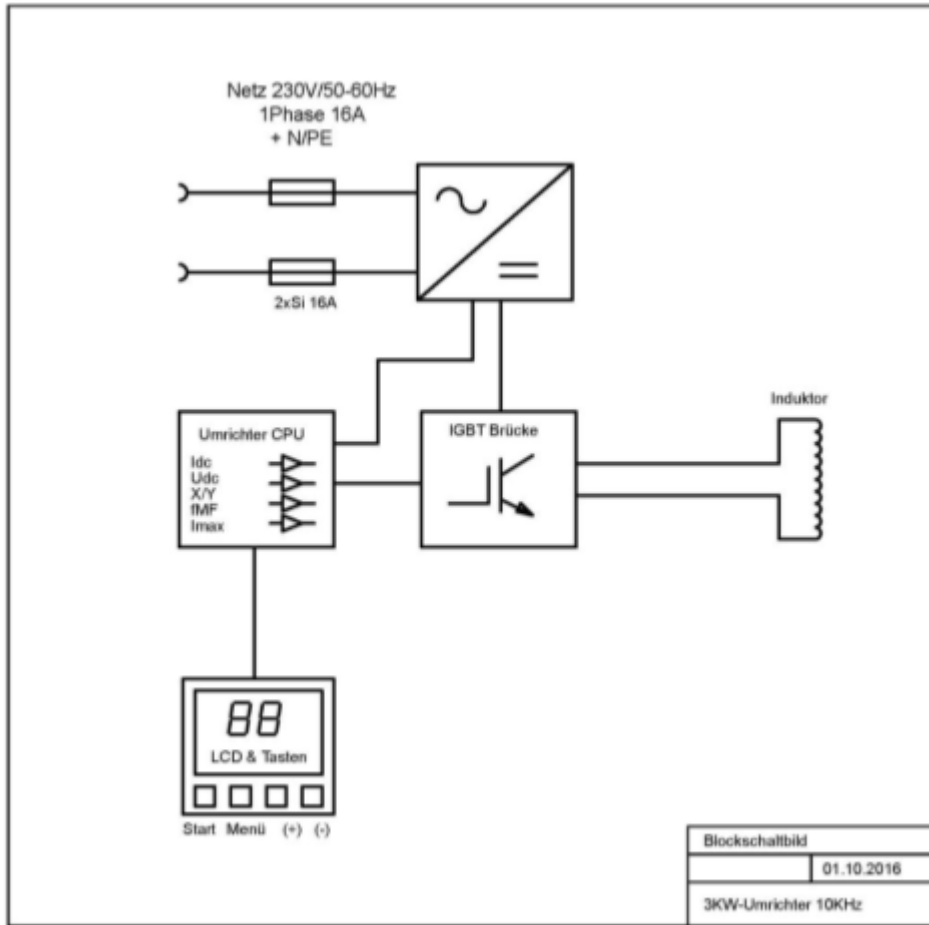 Netz 230V/50-60Hz
1Phase 16A
+ N/PE
2xSi 16A
Induktor
Umrichter CPU
IGBT Brücke
Idc
Udc
X/Y
fMF
Imax
88
LCD & Tasten
Start Menü (+) (-)
Blockschaltbild
01.10.2016
3KW-Umrichter 10KHz